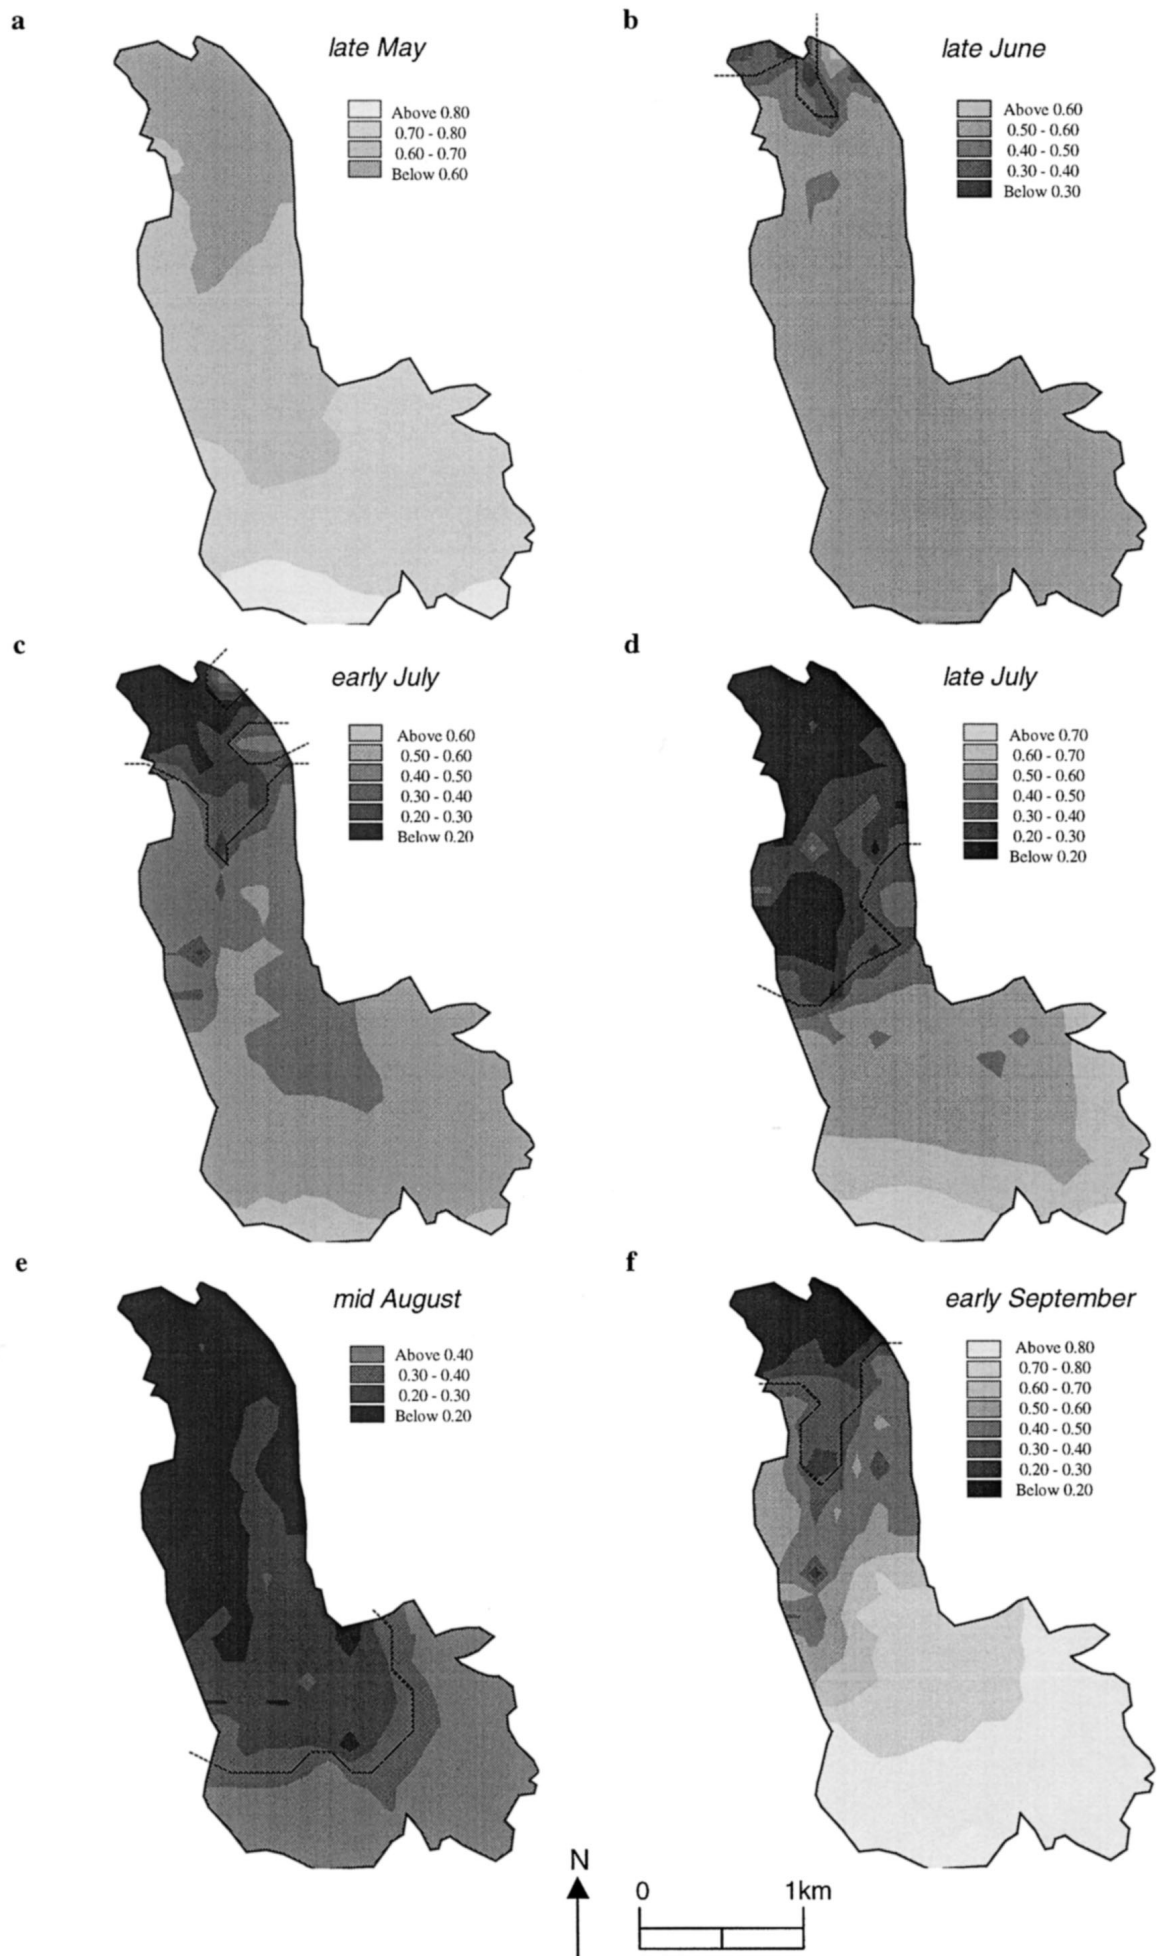 a
late May
Above 0.80
0.70 - 0.80
0.60 - 0.70
Below 0.60
b
late June
Above 0.60
0.50 - 0.60
0.40 - 0.50
0.30 - 0.40
Below 0.30
c
early July
Above 0.60
0.50 - 0.60
0.40 - 0.50
0.30 - 0.40
0.20 - 0.30
Below 0.20
d
late July
Above 0.70
0.60 - 0.70
0.50 - 0.60
0.40 - 0.50
0.30 - 0.40
0.20 - 0.30
Below 0.20
e
mid August
Above 0.40
0.30 - 0.40
0.20 - 0.30
Below 0.20
f
early September
Above 0.80
0.70 - 0.80
0.60 - 0.70
0.50 - 0.60
0.40 - 0.50
0.30 - 0.40
0.20 - 0.30
Below 0.20
N
0 1km